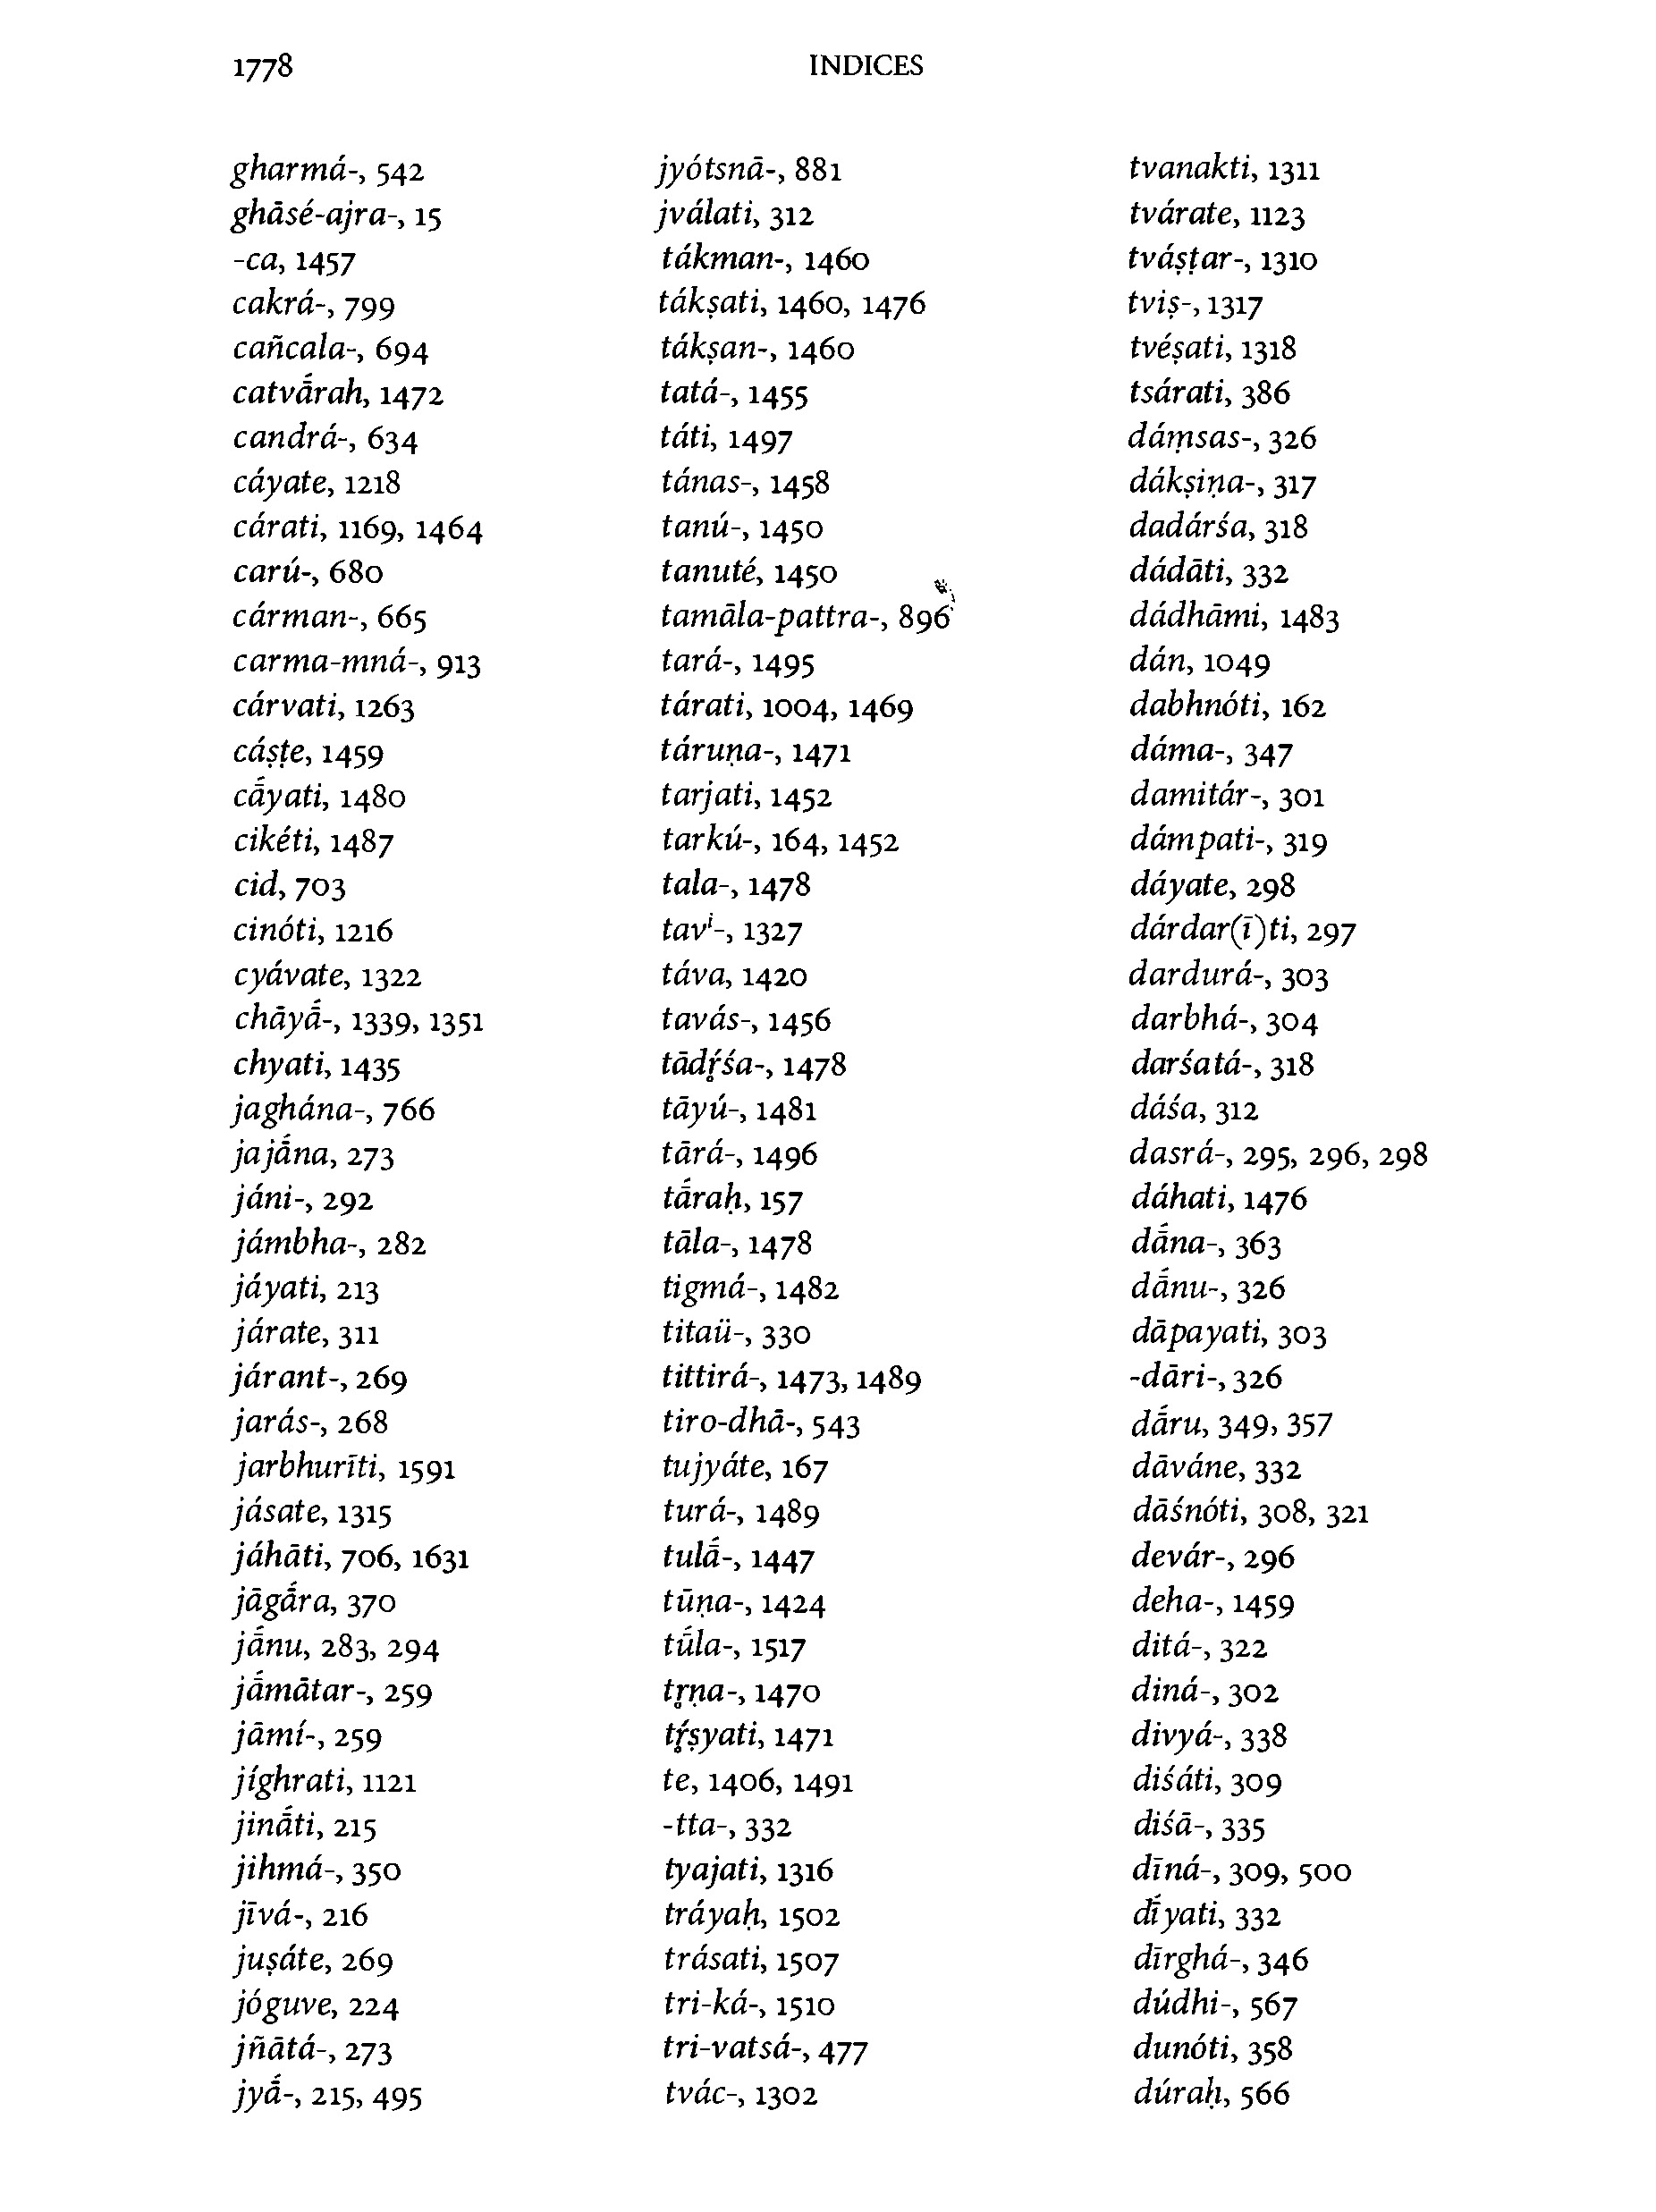 1778 INDICES
gharmá-, 542
ghāsé-ajra-, 15
-ca, 1457
cakrá-, 799
cañcala-, 694
catvā́rah, 1472
candrá-, 634
cáyate, 1218
cárati, 1169, 1464
carú-, 680
cárman-, 665
carma-mná-, 913
cárvati, 1263
cáṣṭe, 1459
cā́yati, 1480
cikéti, 1487
cid, 703
cinóti, 1216
cyávate, 1322
chāyā́-, 1339, 1351
chyati, 1435
jaghána-, 766
jajā́na, 273
jáni-, 292
jámbha-, 282
jáyati, 213
járate, 311
járant-, 269
jarás-, 268
jarbhurīti, 1591
jásate, 1315
jáhāti, 706, 1631
jāgā́ra, 370
jā́nu, 283, 294
jā́mātar-, 259
jāmí-, 259
jíghrati, 1121
jinā́ti, 215
jihmá-, 350
jīvá-, 216
juṣáte, 269
jóguve, 224
jñātá-, 273
jyā́-, 215, 495
jyótsnā-, 881
jválati, 312
tákman-, 1460
tákṣati, 1460, 1476
tákṣan-, 1460
tatá-, 1455
táti, 1497
tánas-, 1458
tanú-, 1450
tanuté, 1450
tamāla-pattra-, 896
tará-, 1495
tárati, 1004, 1469
táruṇa-, 1471
tarjati, 1452
tarkú-, 164, 1452
tala-, 1478
tavⁱ-, 1327
táva, 1420
tavás-, 1456
tādŕ̥śa-, 1478
tāyú-, 1481
tārá-, 1496
tā́raḥ, 157
tāla-, 1478
tigmá-, 1482
titaü-, 330
tittirá-, 1473, 1489
tiro-dhā-, 543
tujyáte, 167
turá-, 1489
tulā́-, 1447
tūṇa-, 1424
tū́la-, 1517
tr̥ṇa-, 1470
tŕ̥ṣyati, 1471
te, 1406, 1491
-tta-, 332
tyajati, 1316
tráyaḥ, 1502
trásati, 1507
tri-ká-, 1510
tri-vatsá-, 477
tvác-, 1302
tvanakti, 1311
tvárate, 1123
tváṣṭar-, 1310
tviṣ-, 1317
tvéṣati, 1318
tsárati, 386
dáṃsas-, 326
dákṣiṇa-, 317
dadárśa, 318
dádāti, 332
dádhāmi, 1483
dán, 1049
dabhnóti, 162
dáma-, 347
damitár-, 301
dámpati-, 319
dáyate, 298
dárdar(ī)ti, 297
dardurá-, 303
darbhá-, 304
darśatá-, 318
dáśa, 312
dasrá-, 295, 296, 298
dáhati, 1476
dā́na-, 363
dā́nu-, 326
dāpayati, 303
-dāri-, 326
dā́ru, 349, 357
dāváne, 332
dāśnóti, 308, 321
devár-, 296
deha-, 1459
ditá-, 322
diná-, 302
divyá-, 338
diśáti, 309
diśā-, 335
dīná-, 309, 500
dī́yati, 332
dīrghá-, 346
dúdhi-, 567
dunóti, 358
dúraḥ, 566